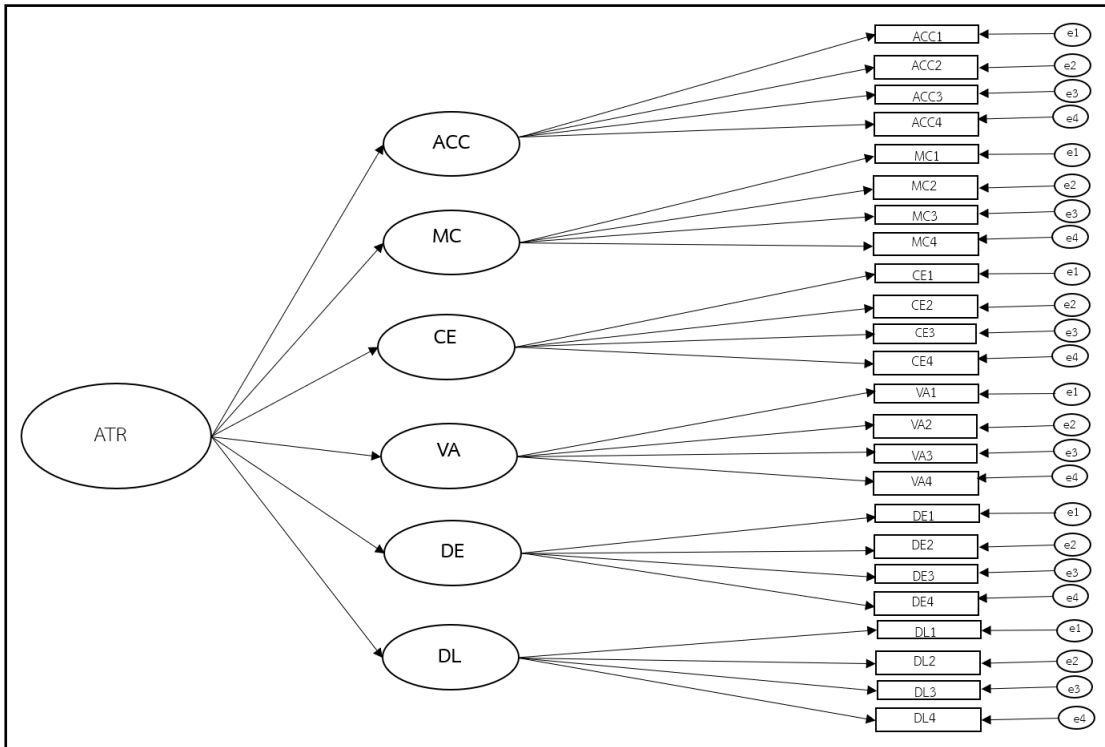 ATR
ACC
MC
CE
VA
DE
DL
ACC1 e1
ACC2 e2
ACC3 e3
ACC4 e4
MC1 e1
MC2 e2
MC3 e3
MC4 e4
CE1 e1
CE2 e2
CE3 e3
CE4 e4
VA1 e1
VA2 e2
VA3 e3
VA4 e4
DE1 e1
DE2 e2
DE3 e3
DE4 e4
DL1 e1
DL2 e2
DL3 e3
DL4 e4